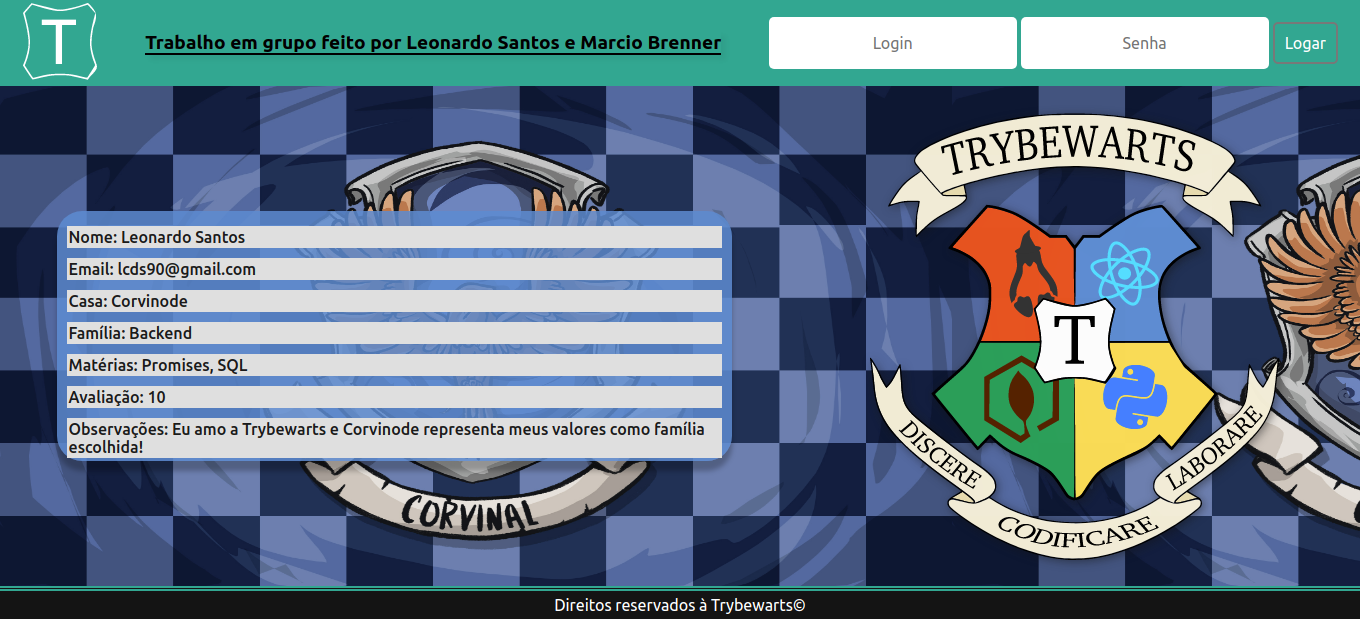 T
Trabalho em grupo feito por Leonardo Santos e Marcio Brenner
Login
Senha
Logar
TRYBEWARTS
Nome: Leonardo Santos
Email: lcds90@gmail.com
Casa: Corvinode
Família: Backend
Matérias: Promises, SQL
Avaliação: 10
Observações: Eu amo a Trybewarts e Corvinode representa meus valores como família
escolhida!
CORVINAL
T
DISCERE
CODIFICARE
LABORARE
Direitos reservados à Trybewarts©